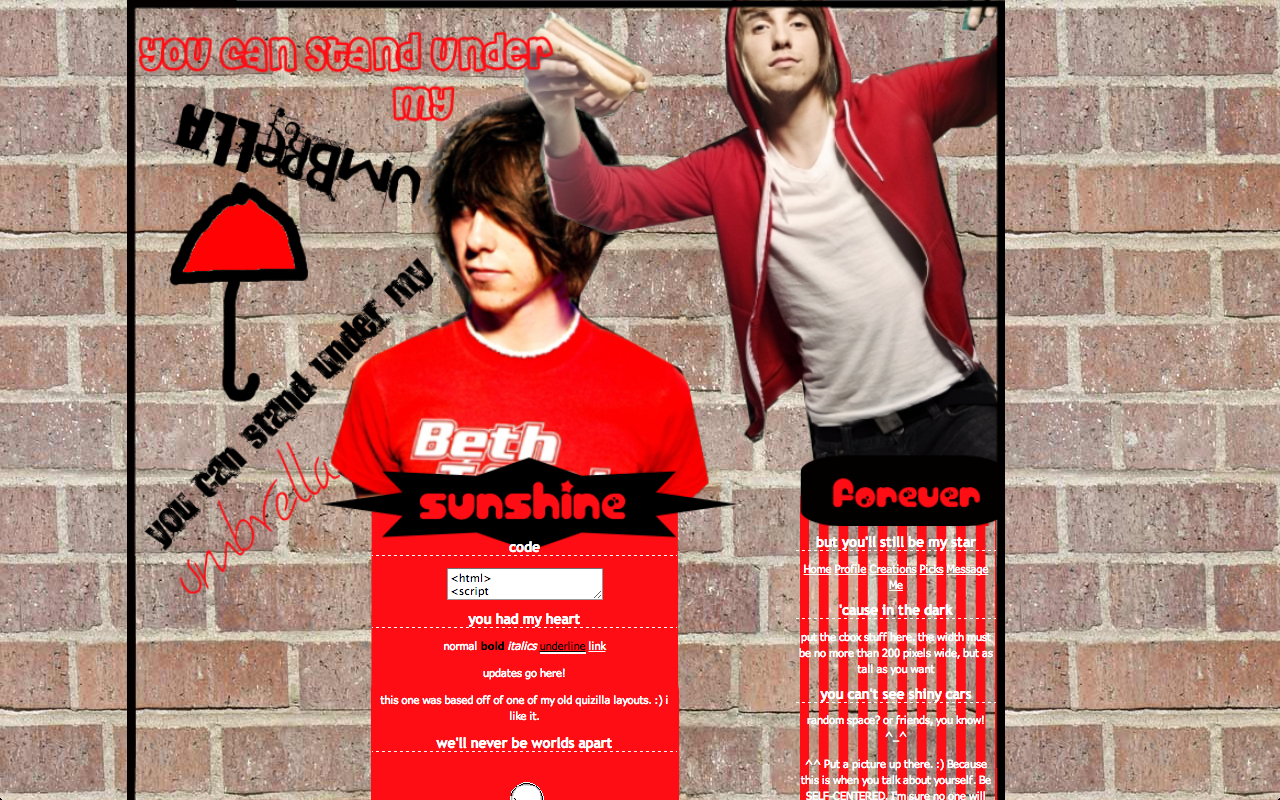 you can stand under
my
umbrella
you can stand under my
umbrella
Beth
sunshine
code
<html>
<script
you had my heart
normal bold italics underline link
updates go here!
this one was based off of one of my old quizilla layouts. :) i
like it.
we'll never be worlds apart
forever
but you'll still be my star
Home Profile Creations Picks Message
Me
'cause in the dark
put the cbox stuff here. the width must
be no more than 200 pixels wide, but as
tall as you want
you can't see shiny cars
random space? or friends, you know!
^_^
^^ Put a picture up there. :) Because
this is when you talk about yourself. Be
SELF-CENTERED. I'm sure no one will